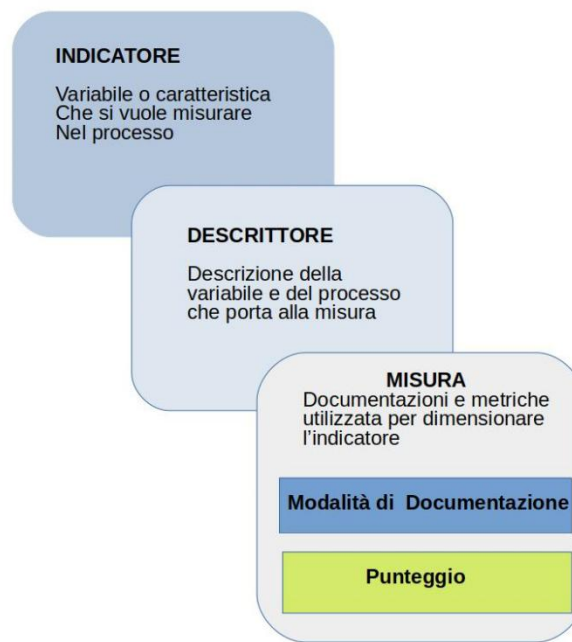 INDICATORE
Variabile o caratteristica
Che si vuole misurare
Nel processo
DESCRITTORE
Descrizione della
variabile e del processo
che porta alla misura
MISURA
Documentazioni e metriche
utilizzata per dimensionare
l'indicatore
Modalità di Documentazione
Punteggio